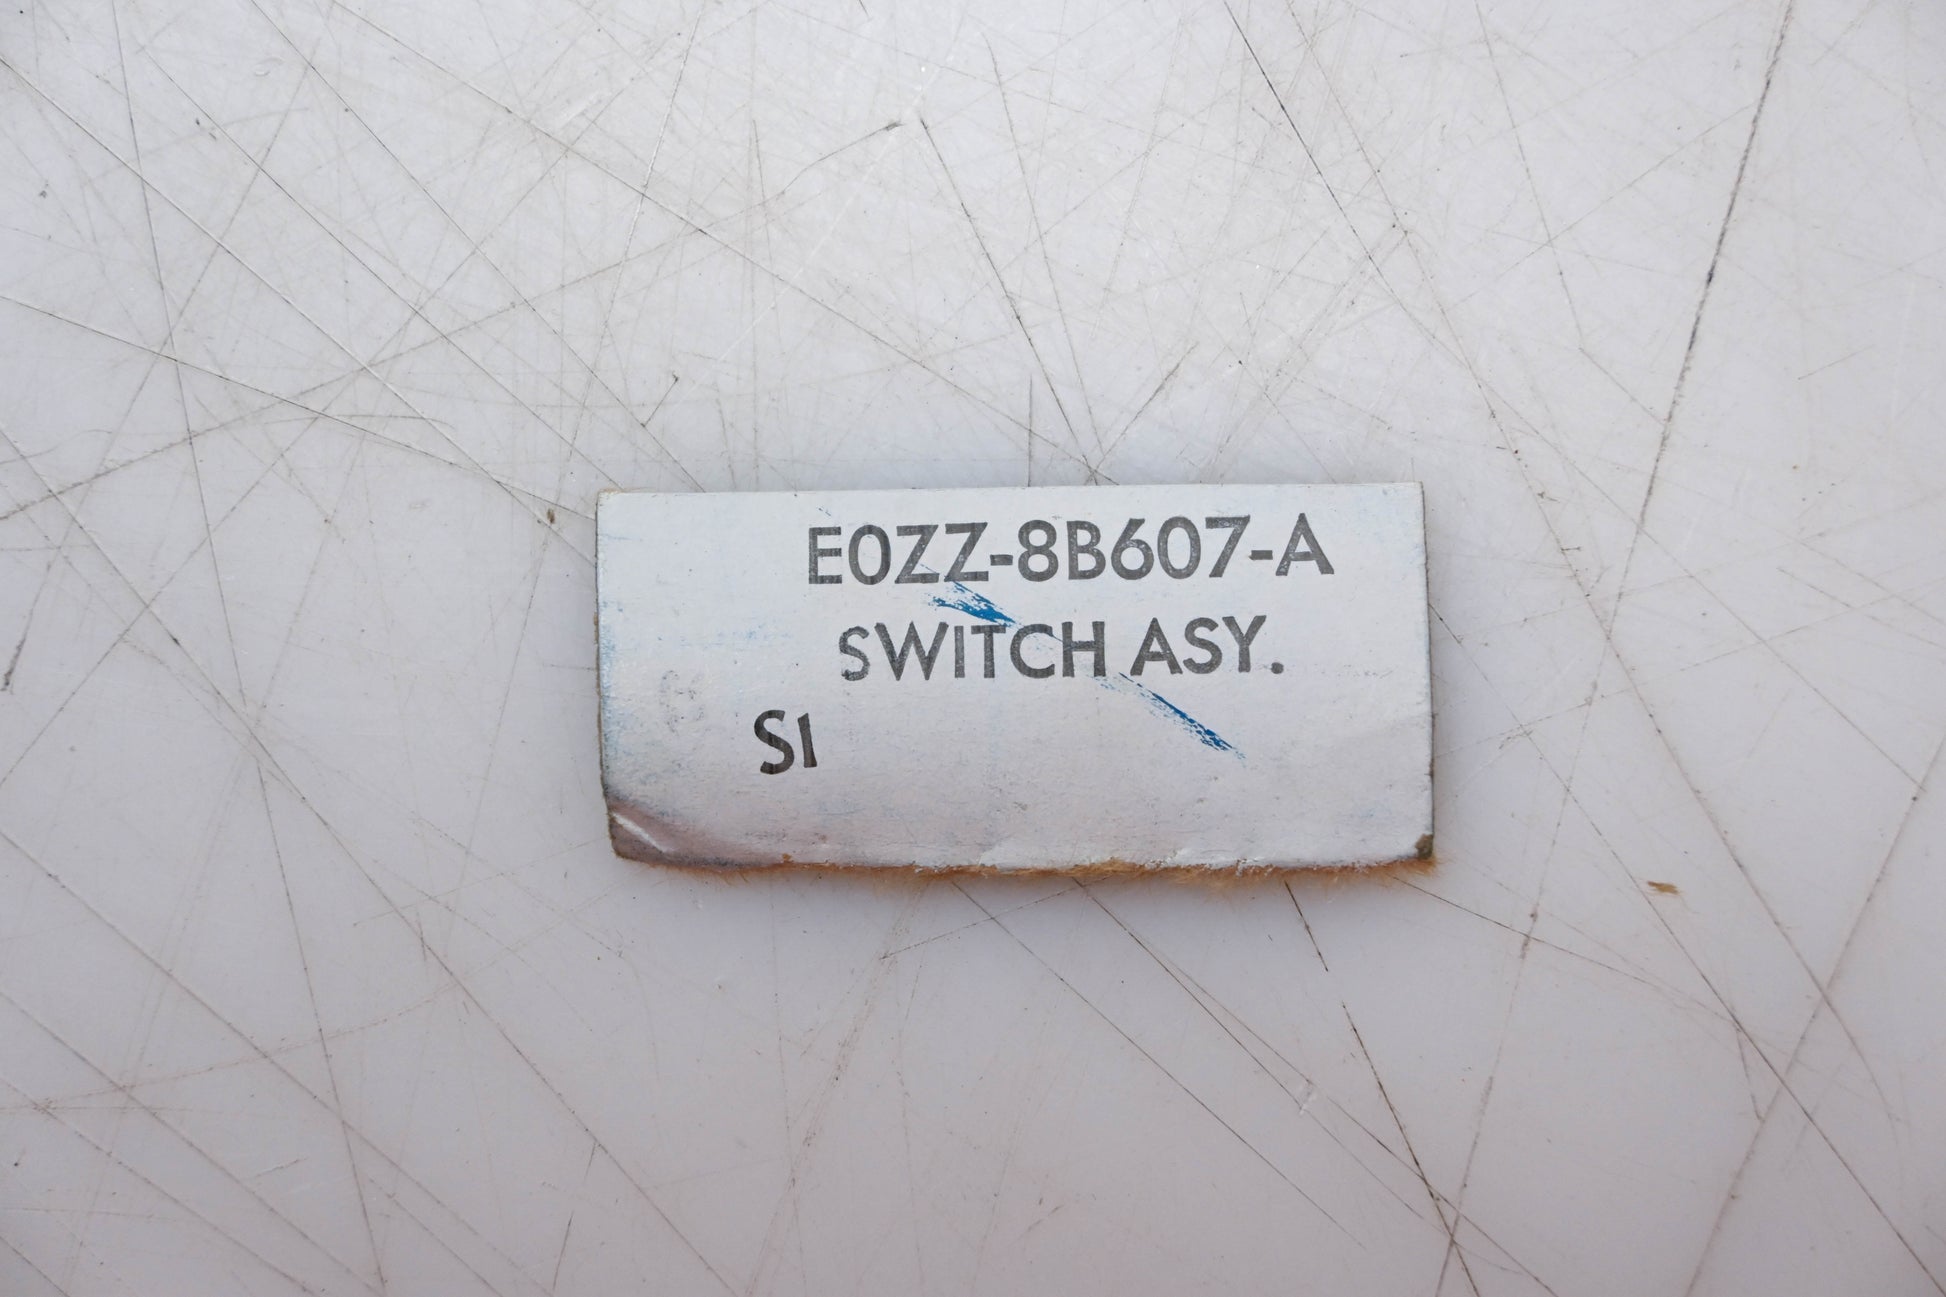 E0ZZ-8B607-A
SWITCH ASY.
S1